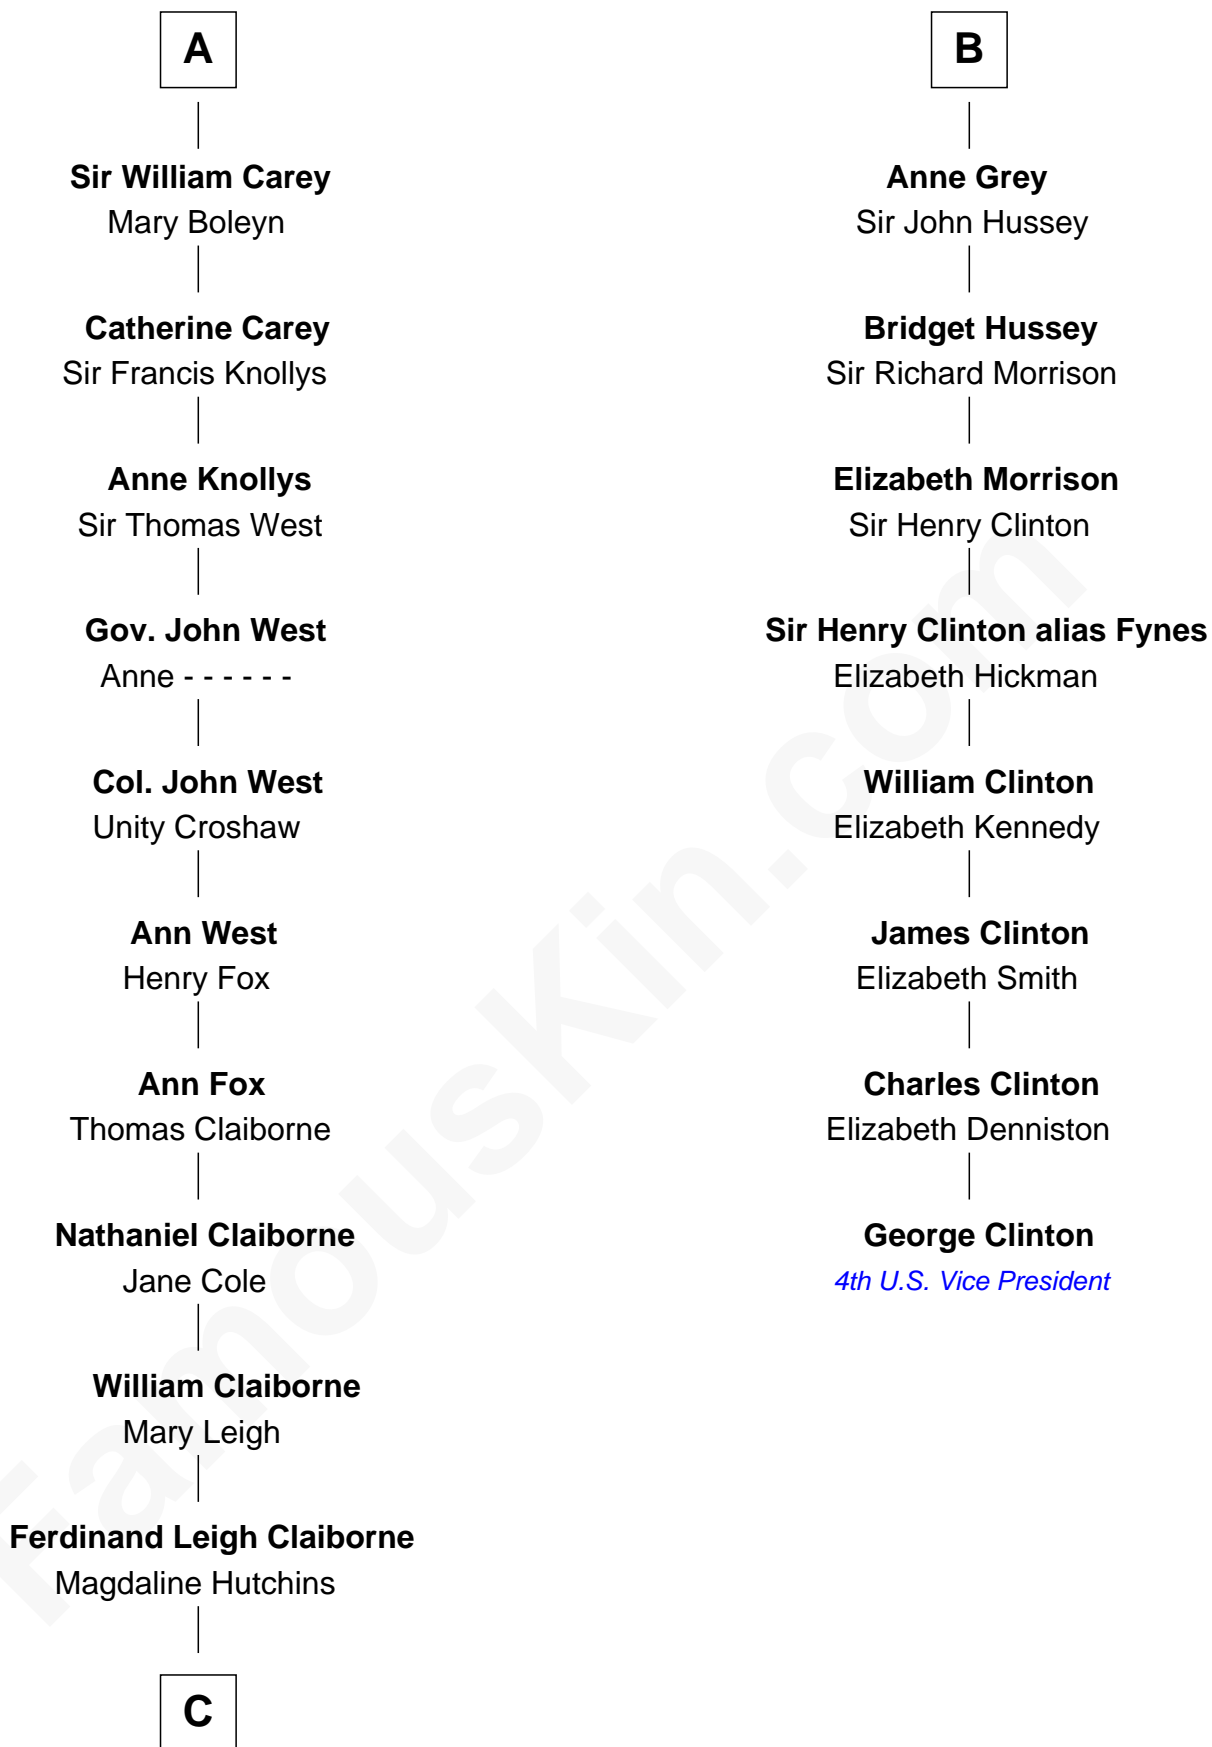 A
Sir William Carey
Mary Boleyn
Catherine Carey
Sir Francis Knollys
Anne Knollys
Sir Thomas West
Gov. John West
Anne - - - - - -
Col. John West
Unity Croshaw
Ann West
Henry Fox
Ann Fox
Thomas Claiborne
Nathaniel Claiborne
Jane Cole
William Claiborne
Mary Leigh
Ferdinand Leigh Claiborne
Magdaline Hutchins
C
B
Anne Grey
Sir John Hussey
Bridget Hussey
Sir Richard Morrison
Elizabeth Morrison
Sir Henry Clinton
Sir Henry Clinton alias Fynes
Elizabeth Hickman
William Clinton
Elizabeth Kennedy
James Clinton
Elizabeth Smith
Charles Clinton
Elizabeth Denniston
George Clinton
4th U.S. Vice President
FamousKin.com